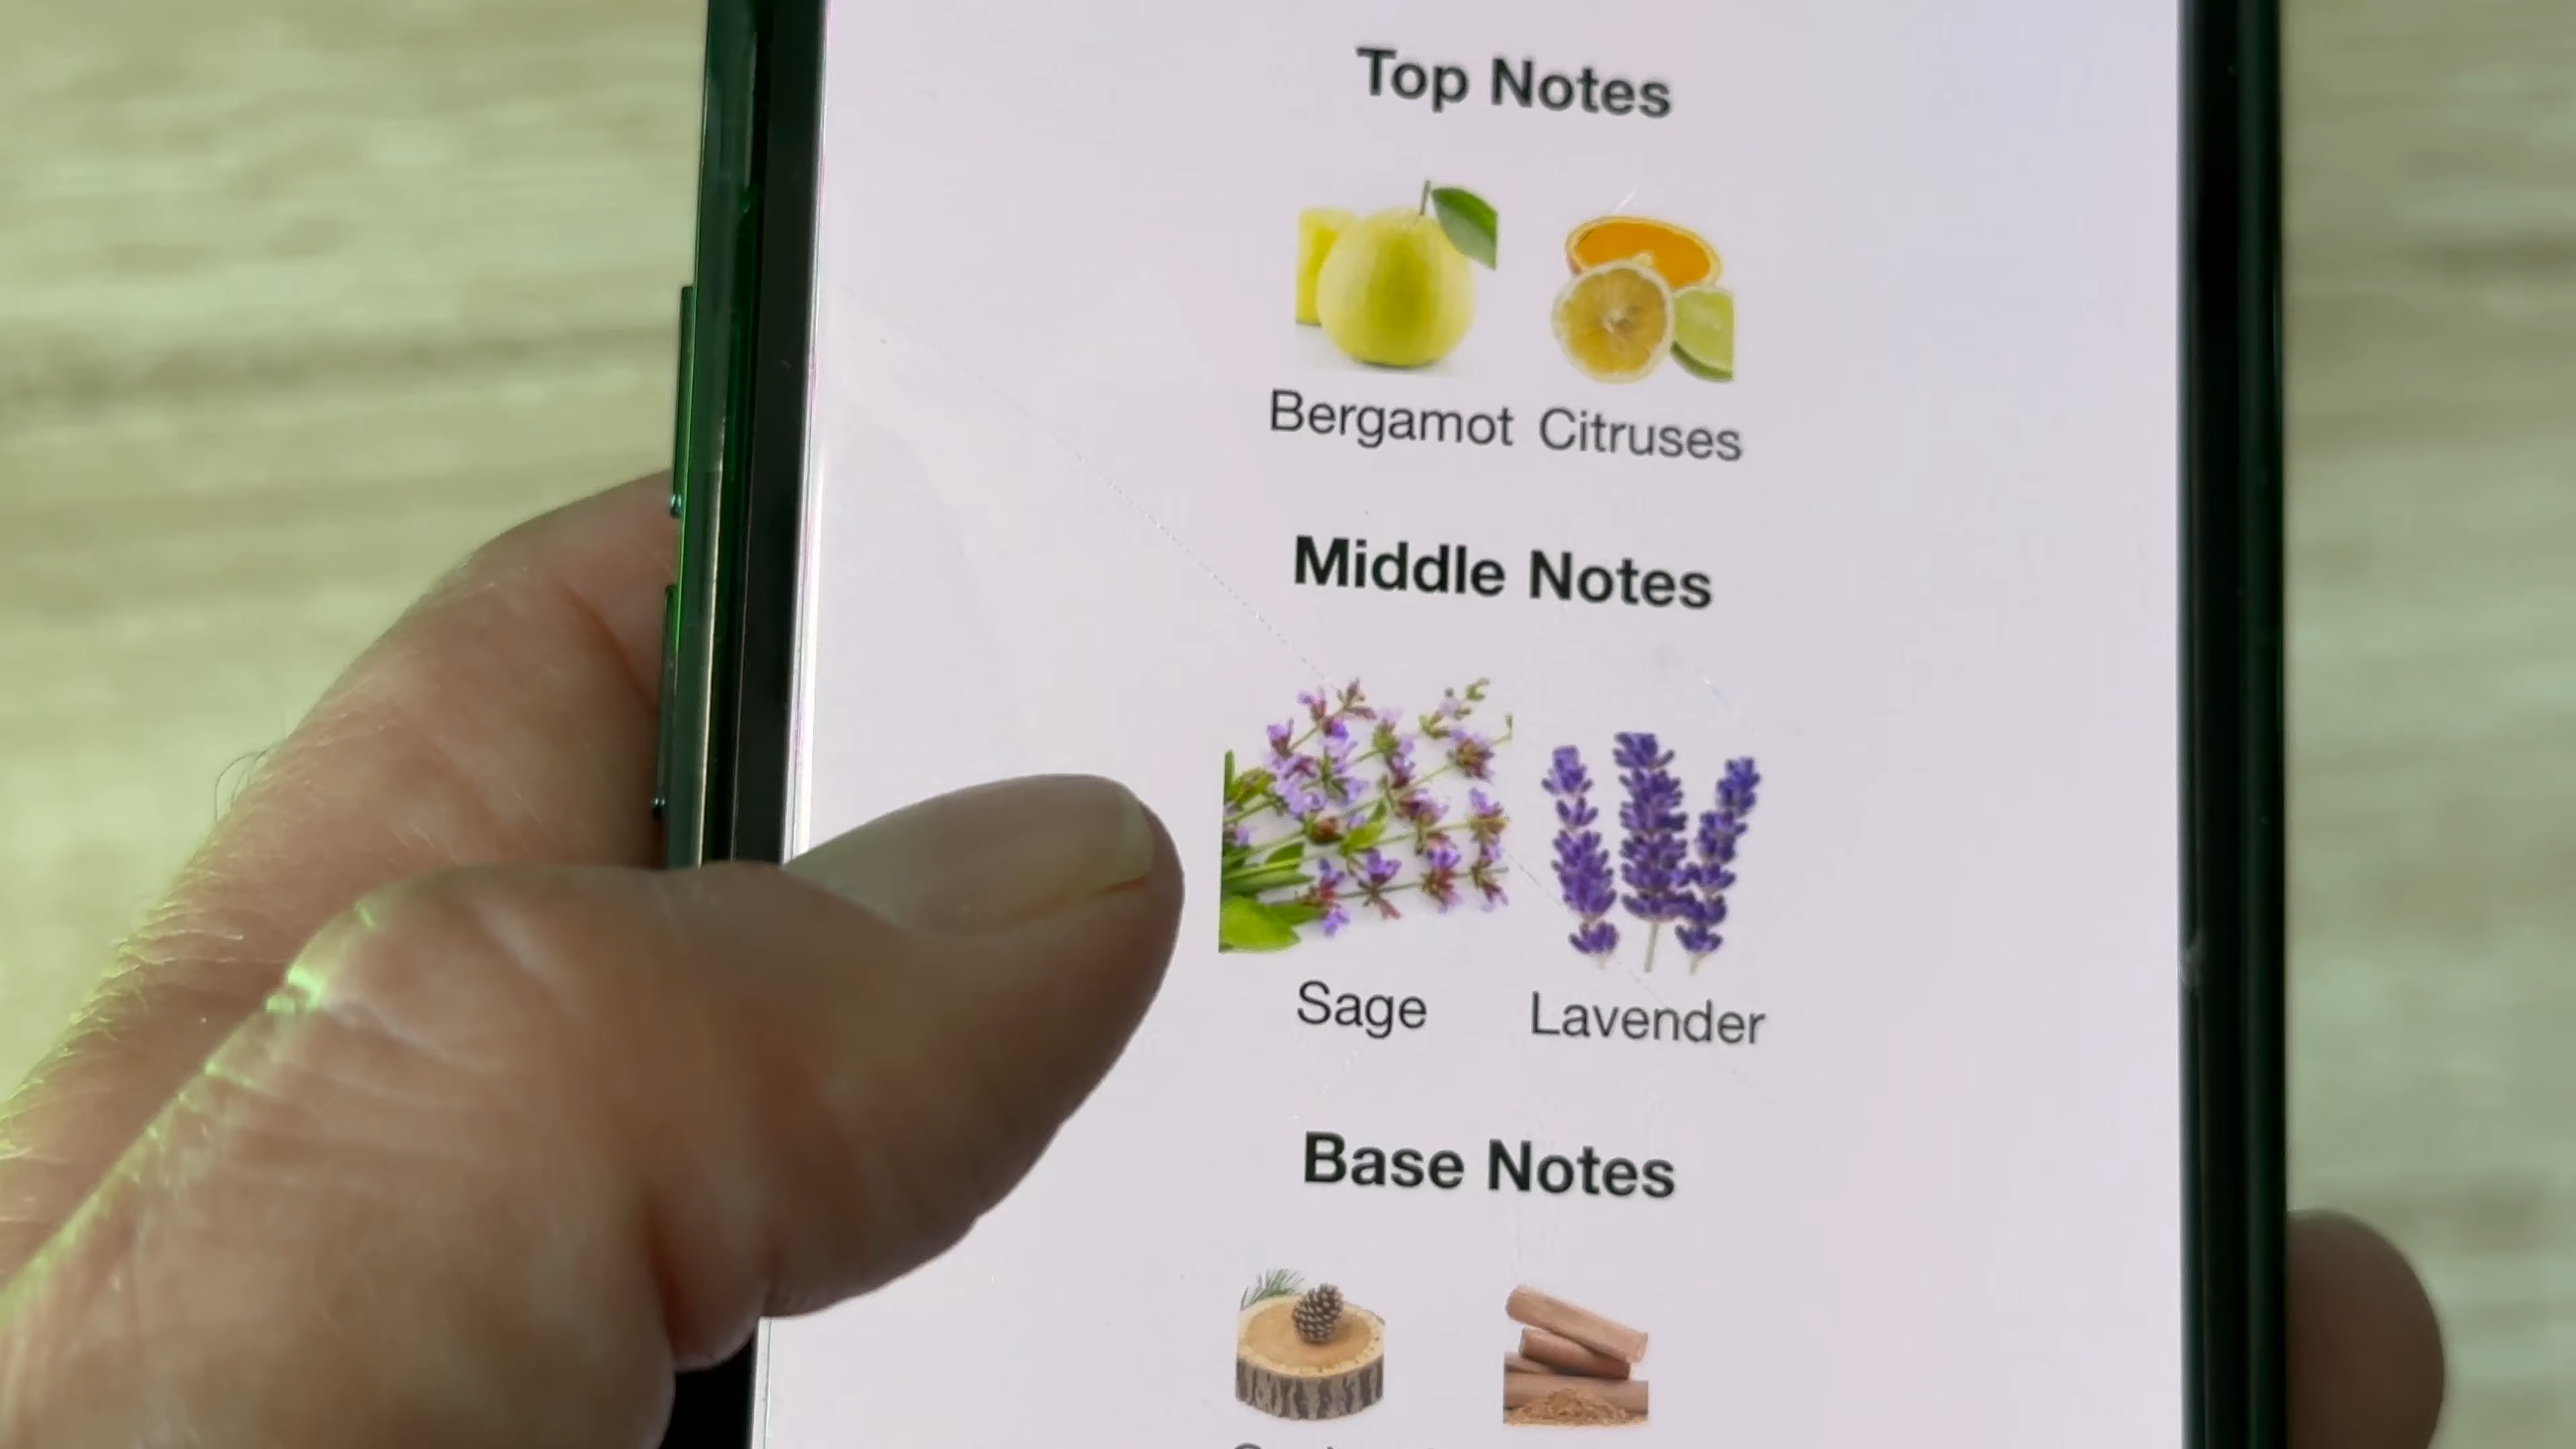 Top Notes
Bergamot Citruses
Middle Notes
Sage Lavender
Base Notes